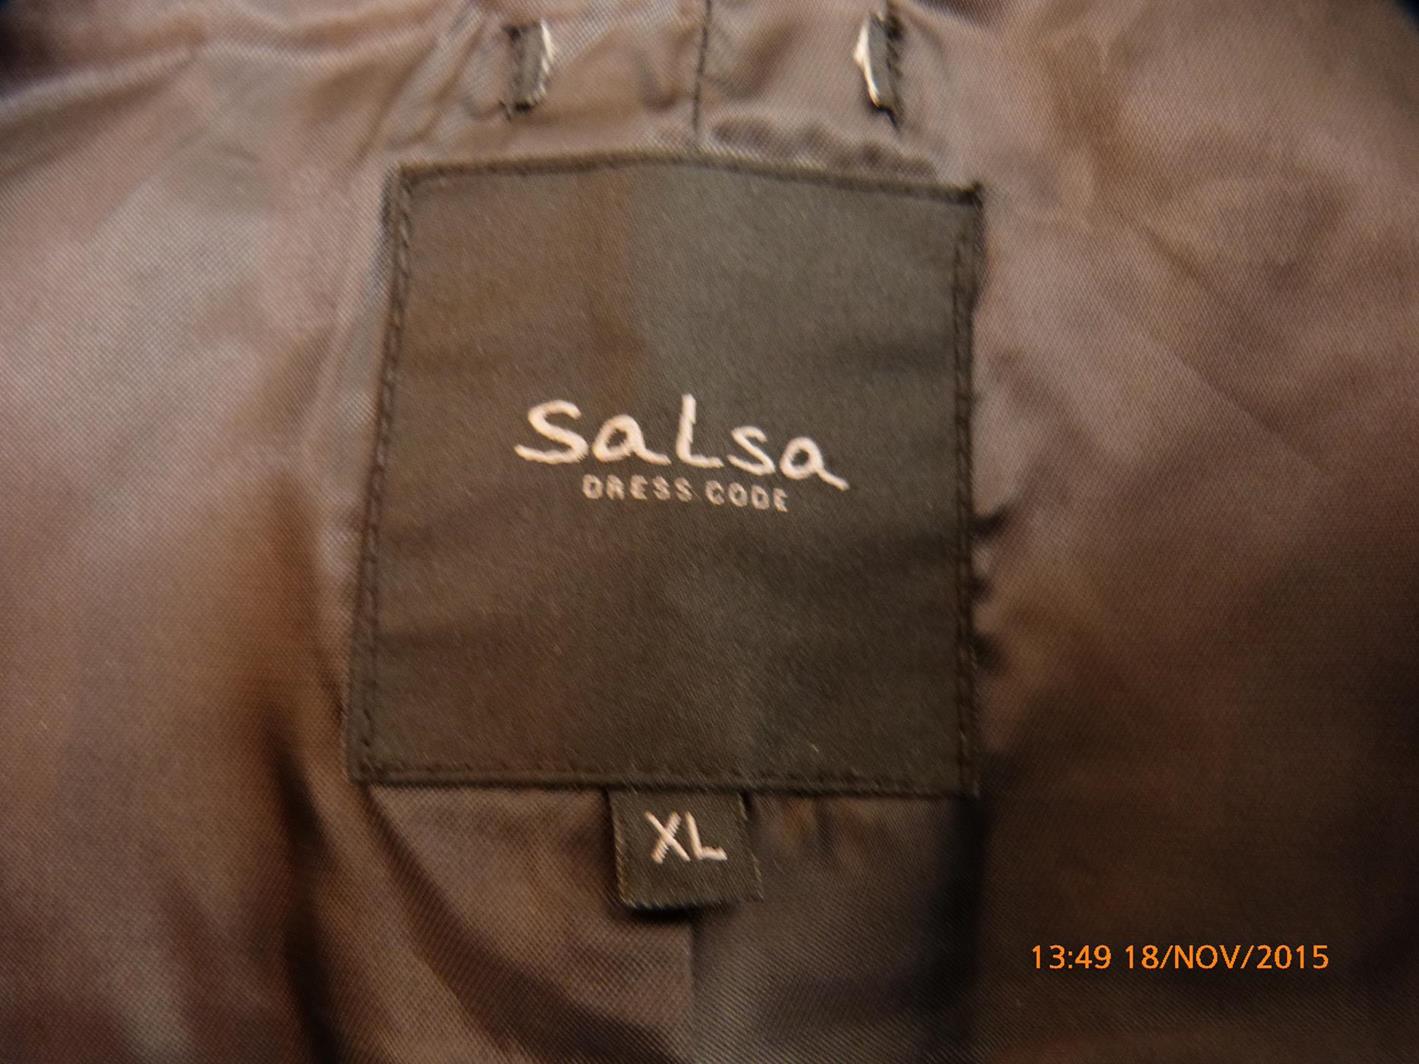 saLsa
DRESS CODE
XL
13:49 18/NOV/2015